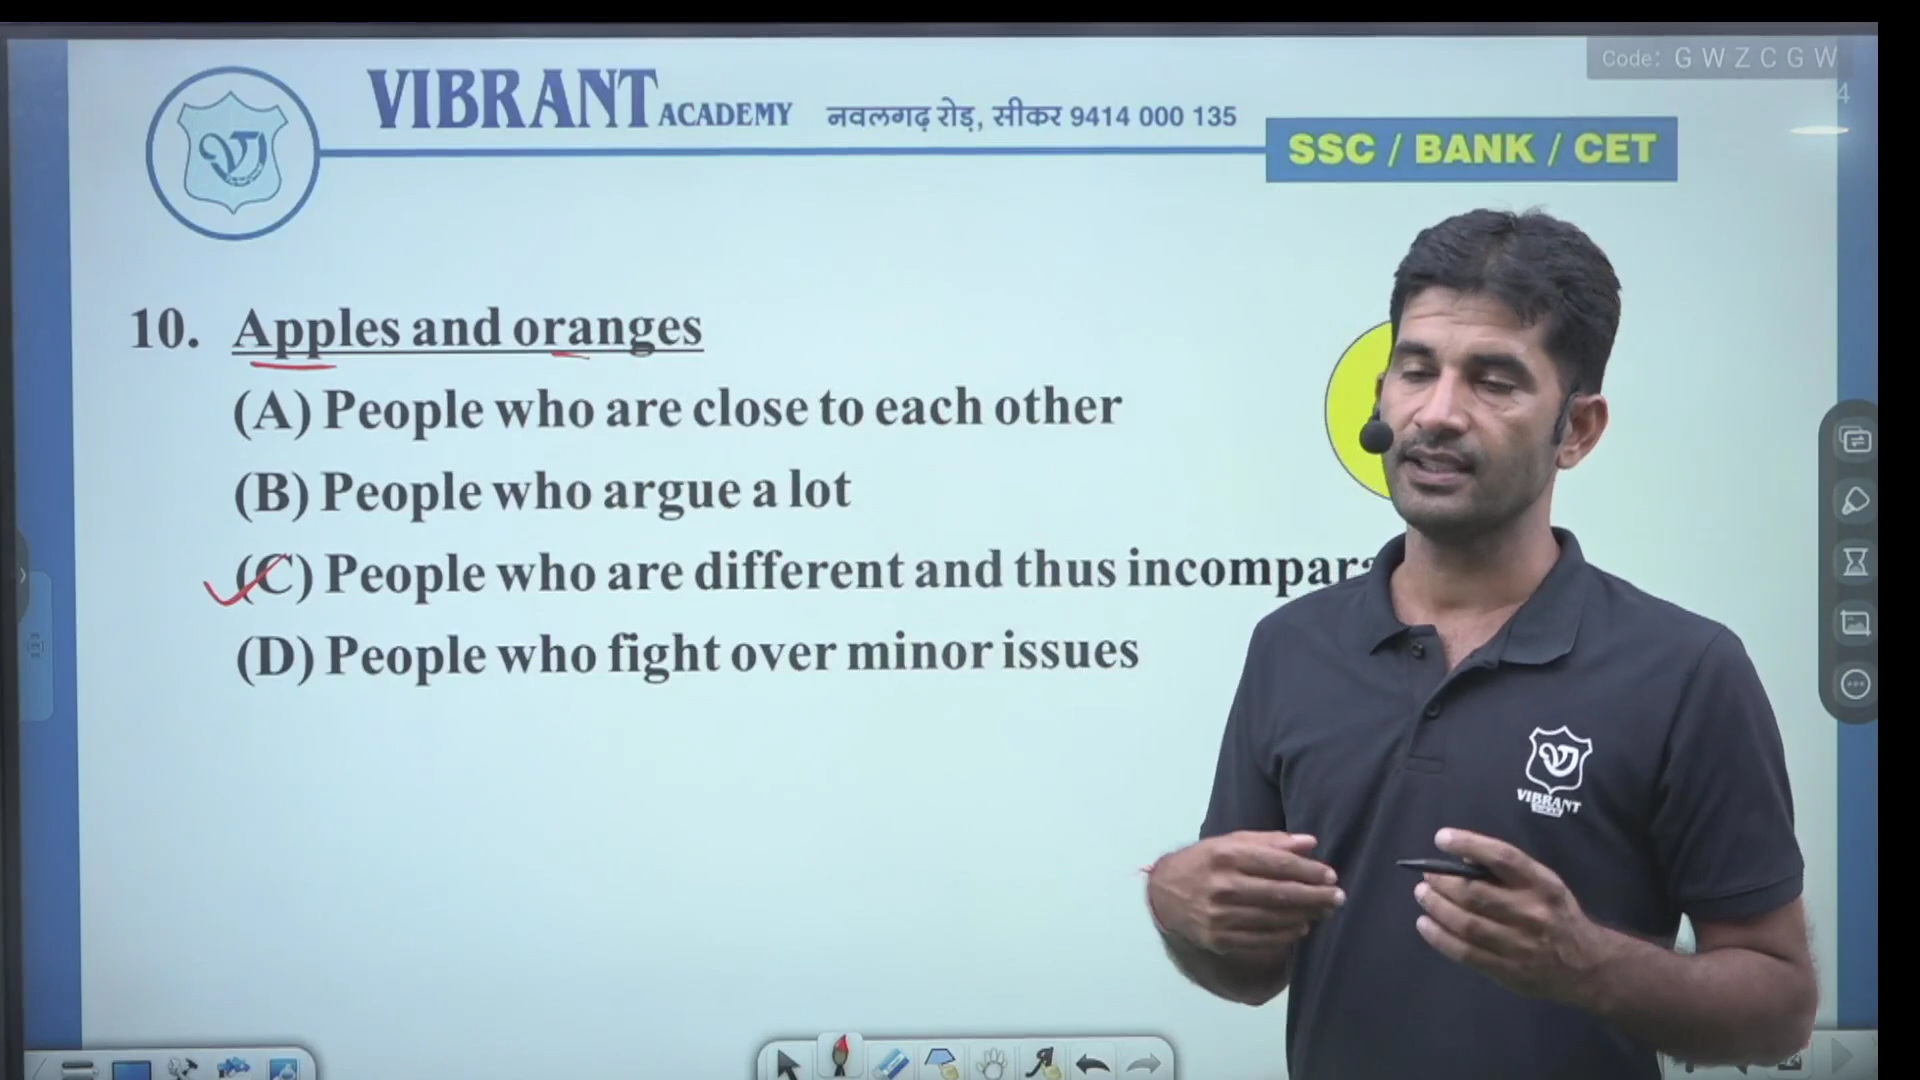 Code: G W Z C G W
4
VIBRANT ACADEMY नवलगढ़ रोड़, सीकर 9414 000 135
SSC / BANK / CET
10. Apples and oranges
(A) People who are close to each other
(B) People who argue a lot
(C) People who are different and thus
(D) People who fight over minor issues
VIBRANT